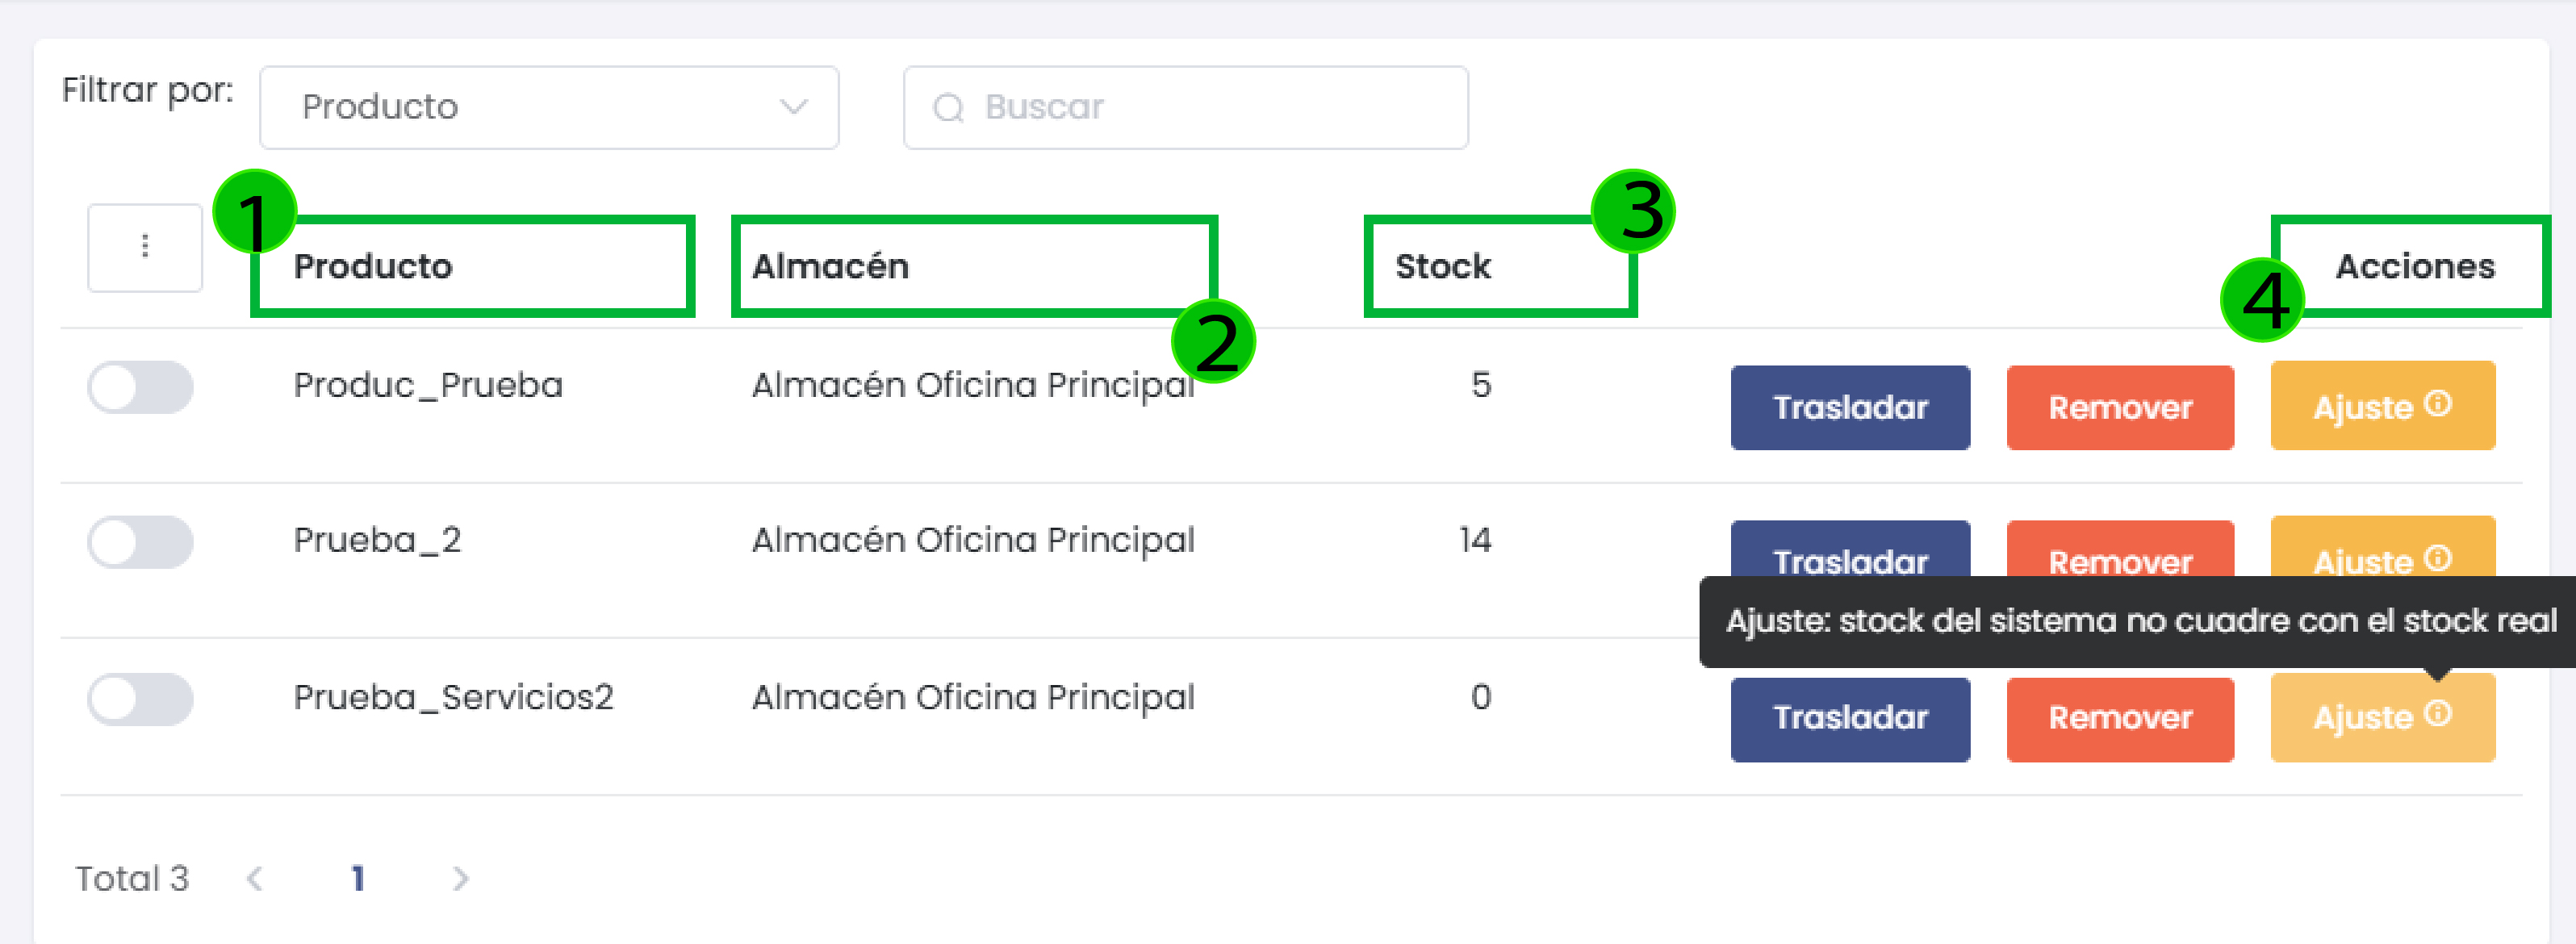 Filtrar por: Producto Buscar
1 3
Producto Almacén Stock Acciones
4
2
Produc_Prueba Almacén Oficina Principal 5 Trasladar Remover Ajuste
Prueba_2 Almacén Oficina Principal 14 Trasladar Remover Ajuste
Ajuste: stock del sistema no cuadre con el stock real
Prueba_Servicios2 Almacén Oficina Principal 0 Trasladar Remover Ajuste
Total 3 < 1 >